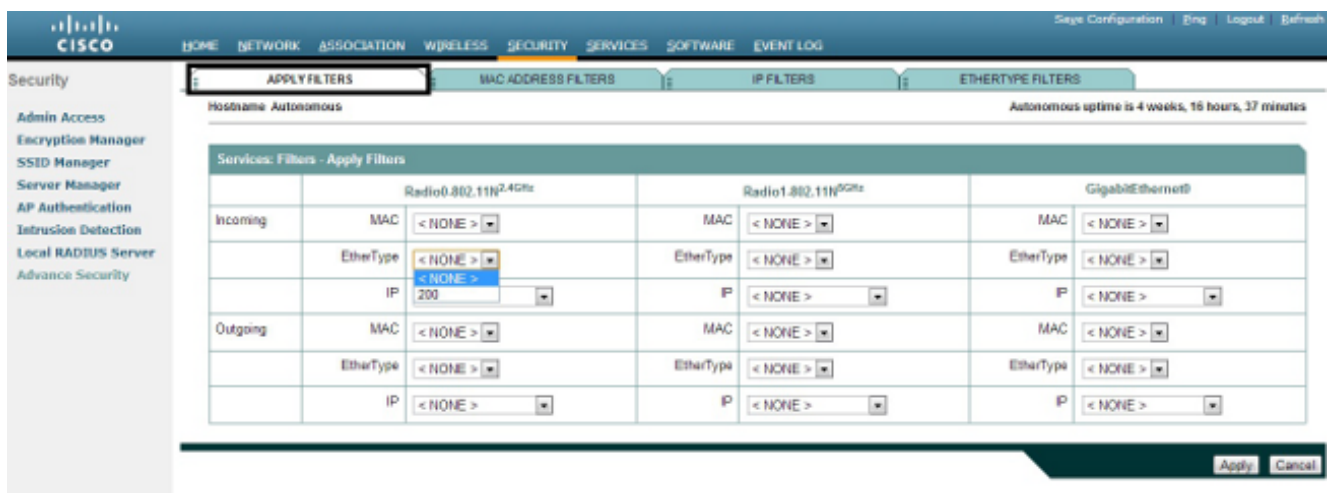 Save Configuration Ping Logout Refresh
CISCO
HOME NETWORK ASSOCIATION WIRELESS SECURITY SERVICES SOFTWARE EVENT LOG
Security
APPLY FILTERS MAC ADDRESS FILTERS IP FILTERS ETHERTYPE FILTERS
Admin Access
Encryption Manager
SSID Manager
Server Manager
AP Authentication
Intrusion Detection
Local RADIUS Server
Advance Security
Hostname Autonomous Autonomous uptime is 4 weeks, 16 hours, 37 minutes
Services: Filters - Apply Filters
Radio0-802.11N2.4GHz Radio1-802.11N5GHz GigabitEthernet0
Incoming MAC < NONE > MAC < NONE > MAC < NONE >
EtherType < NONE > EtherType < NONE > EtherType < NONE >
< NONE >
IP 200 IP < NONE > IP < NONE >
Outgoing MAC < NONE > MAC < NONE > MAC < NONE >
EtherType < NONE > EtherType < NONE > EtherType < NONE >
IP < NONE > IP < NONE > IP < NONE >
Apply Cancel